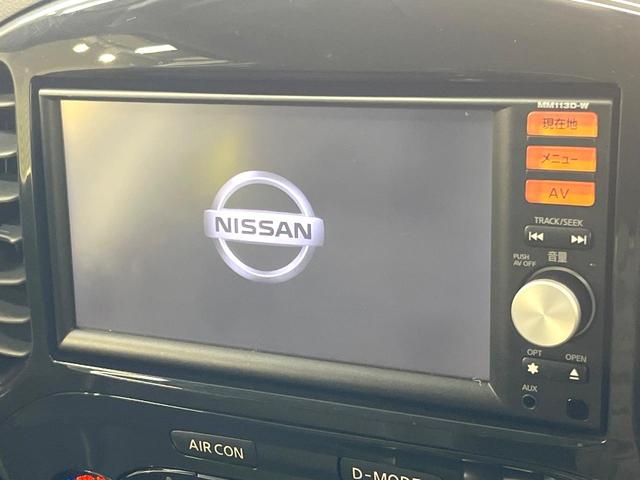 MM113D-W
現在地
メニュー
AV
NISSAN
TRACK/SEEK
音量
PUSH
AV OFF
OPT
OPEN
AUX
AIR CON
D-MODE